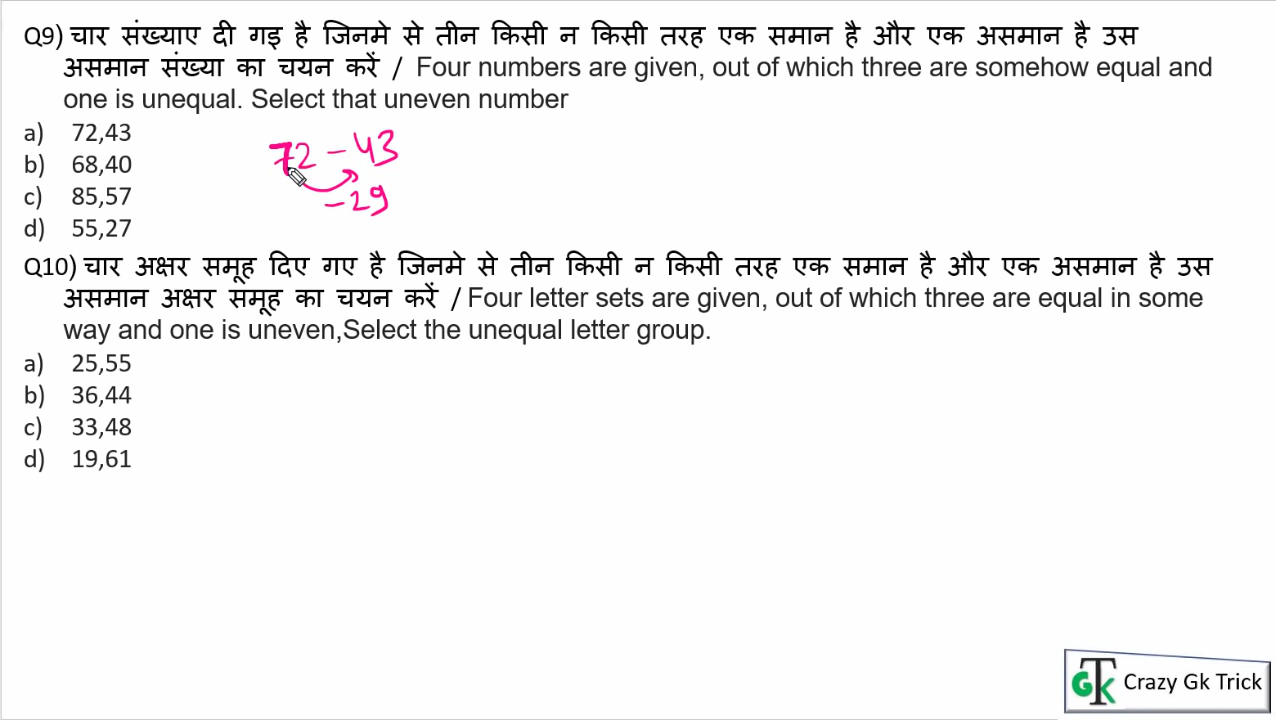 Q9) चार संख्याए दी गइ है जिनमे से तीन किसी न किसी तरह एक समान है और एक असमान है उस
असमान संख्या का चयन करें / Four numbers are given, out of which three are somehow equal and
one is unequal. Select that uneven number
a) 72,43
b) 68,40
c) 85,57
d) 55,27
72 - 43
-29
Q10) चार अक्षर समूह दिए गए है जिनमे से तीन किसी न किसी तरह एक समान है और एक असमान है उस
असमान अक्षर समूह का चयन करें / Four letter sets are given, out of which three are equal in some
way and one is uneven,Select the unequal letter group.
a) 25,55
b) 36,44
c) 33,48
d) 19,61
GTK Crazy Gk Trick